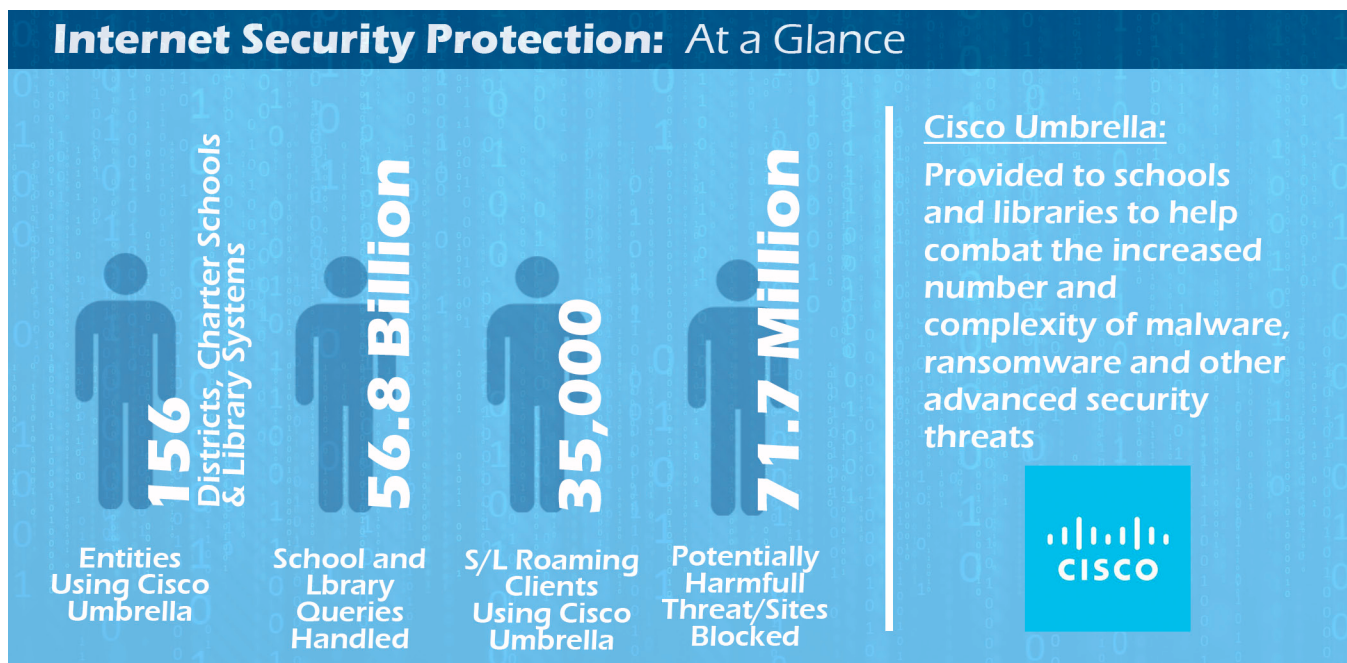 Internet Security Protection: At a Glance
156
Districts, Charter Schools
& Library Systems
Entities
Using Cisco
Umbrella
56.8 Billion
School and
Lbrary
Queries
Handled
35,000
S/L Roaming
Clients
Using Cisco
Umbrella
71.7 Million
Potentially
Harmfull
Threat/Sites
Blocked
Cisco Umbrella:
Provided to schools
and libraries to help
combat the increased
number and
complexity of malware,
ransomware and other
advanced security
threats
CISCO